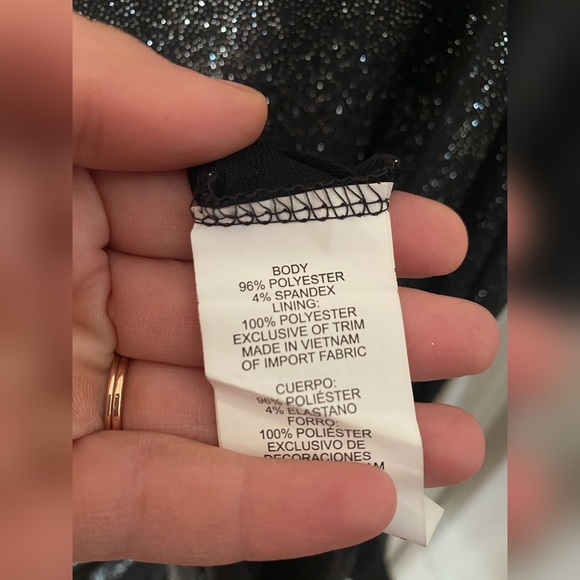 BODY
96% POLYESTER
4% SPANDEX
LINING:
100% POLYESTER
EXCLUSIVE OF TRIM
MADE IN VIETNAM
OF IMPORT FABRIC
CUERPO:
96% POLIÉSTER
4% ELASTANO
FORRO:
100% POLIÉSTER
EXCLUSIVO DE
DECORACIONES